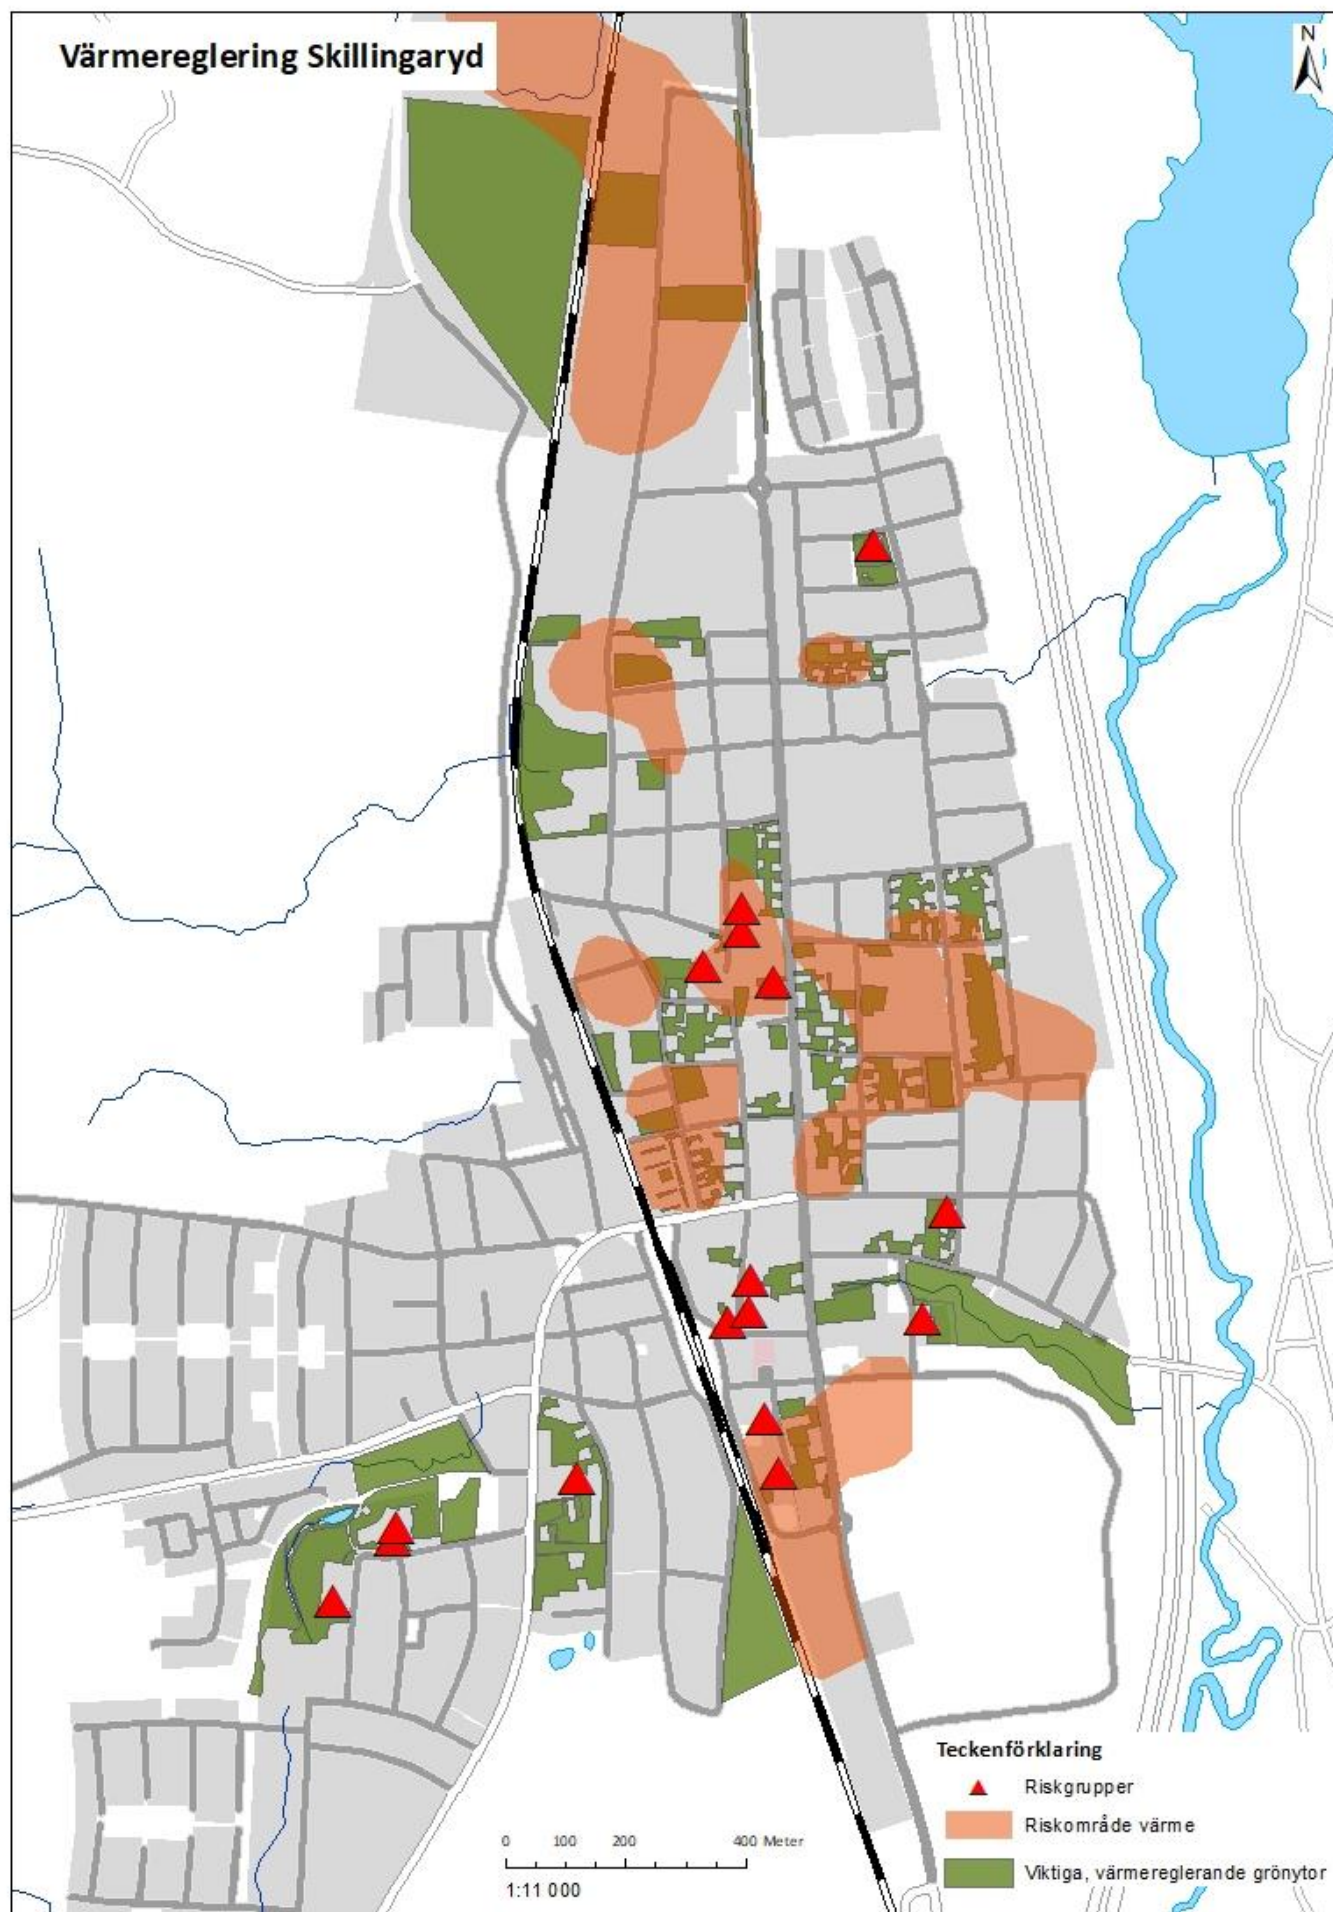 Värmereglering Skillingaryd
N
Teckenförklaring
Riskgrupper
Riskområde värme
Viktiga, värmereglerande grönytor
0 100 200 400 Meter
1:11 000